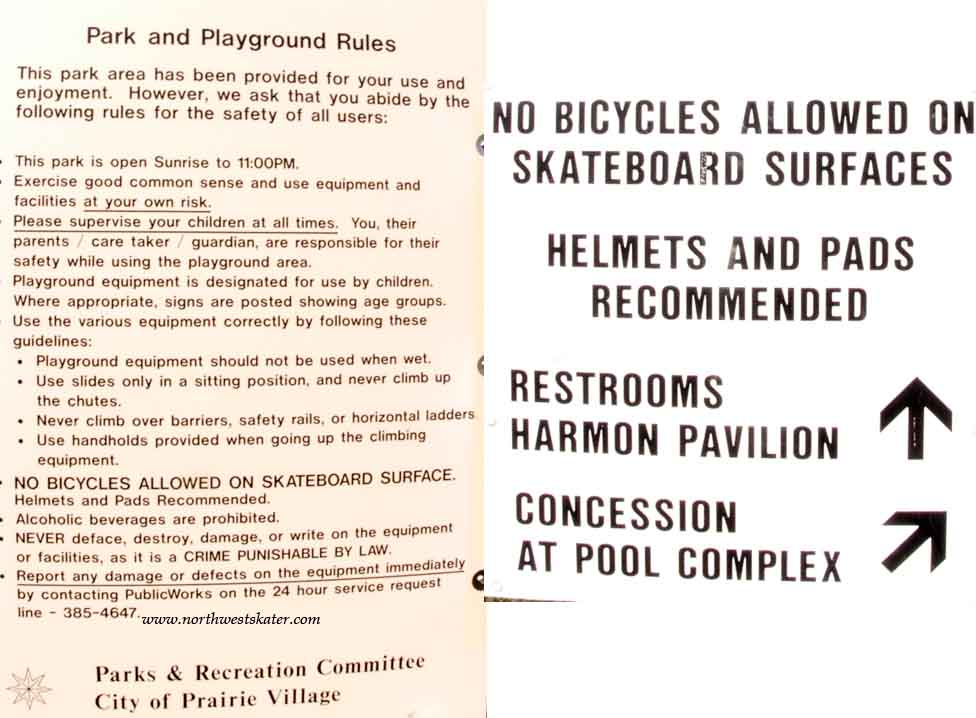 Park and Playground Rules
This park area has been provided for your use and
enjoyment. However, we ask that you abide by the
following rules for the safety of all users:
• This park is open Sunrise to 11:00PM.
• Exercise good common sense and use equipment and
facilities at your own risk.
• Please supervise your children at all times. You, their
parents / care taker / guardian, are responsible for their
safety while using the playground area.
• Playground equipment is designated for use by children.
Where appropriate, signs are posted showing age groups.
• Use the various equipment correctly by following these
guidelines:
• Playground equipment should not be used when wet.
• Use slides only in a sitting position, and never climb up
the chutes.
• Never climb over barriers, safety rails, or horizontal ladders
• Use handholds provided when going up the climbing
equipment.
• NO BICYCLES ALLOWED ON SKATEBOARD SURFACE.
Helmets and Pads Recommended.
• Alcoholic beverages are prohibited.
• NEVER deface, destroy, damage, or write on the equipment
or facilities, as it is a CRIME PUNISHABLE BY LAW.
• Report any damage or defects on the equipment immediately
by contacting PublicWorks on the 24 hour service request
line - 385-4647.
www.northwestskater.com
Parks & Recreation Committee
City of Prairie Village
NO BICYCLES ALLOWED ON
SKATEBOARD SURFACES
HELMETS AND PADS
RECOMMENDED
RESTROOMS
HARMON PAVILION
CONCESSION
AT POOL COMPLEX